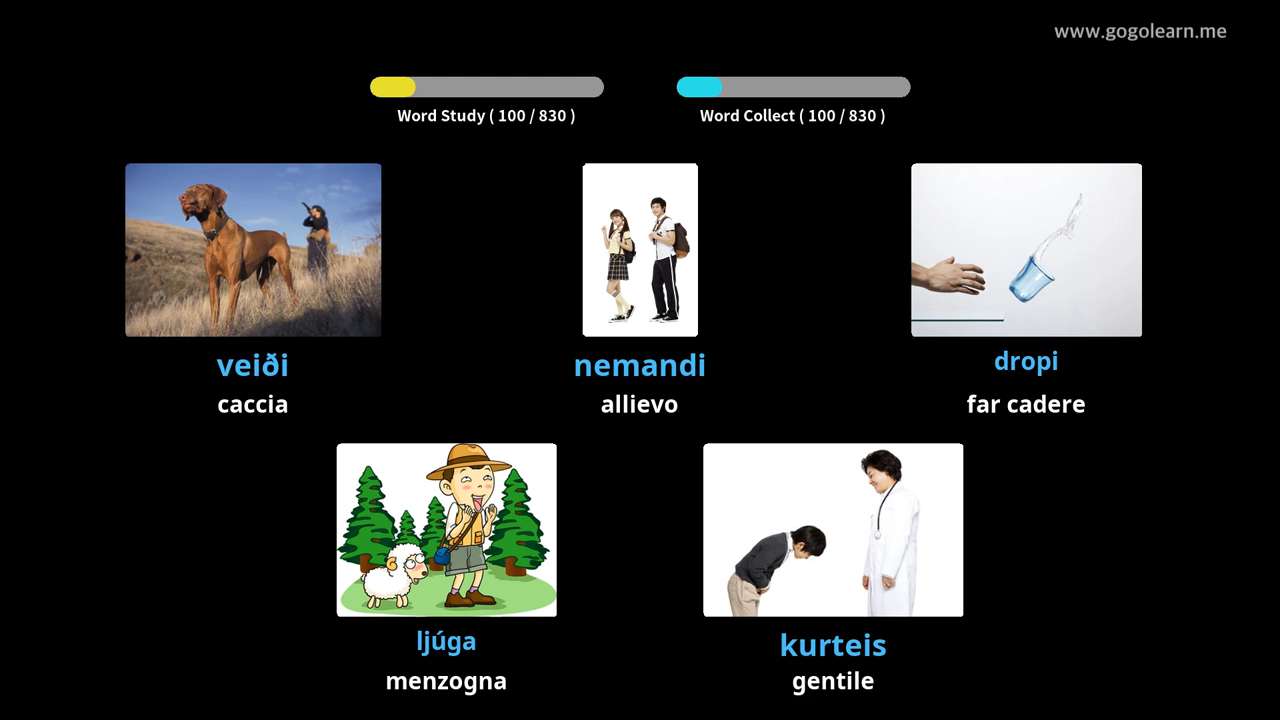 www.gogolearn.me
Word Study ( 100 / 830 )
Word Collect ( 100 / 830 )
veiði
caccia
nemandi
allievo
dropi
far cadere
ljúga
menzogna
kurteis
gentile